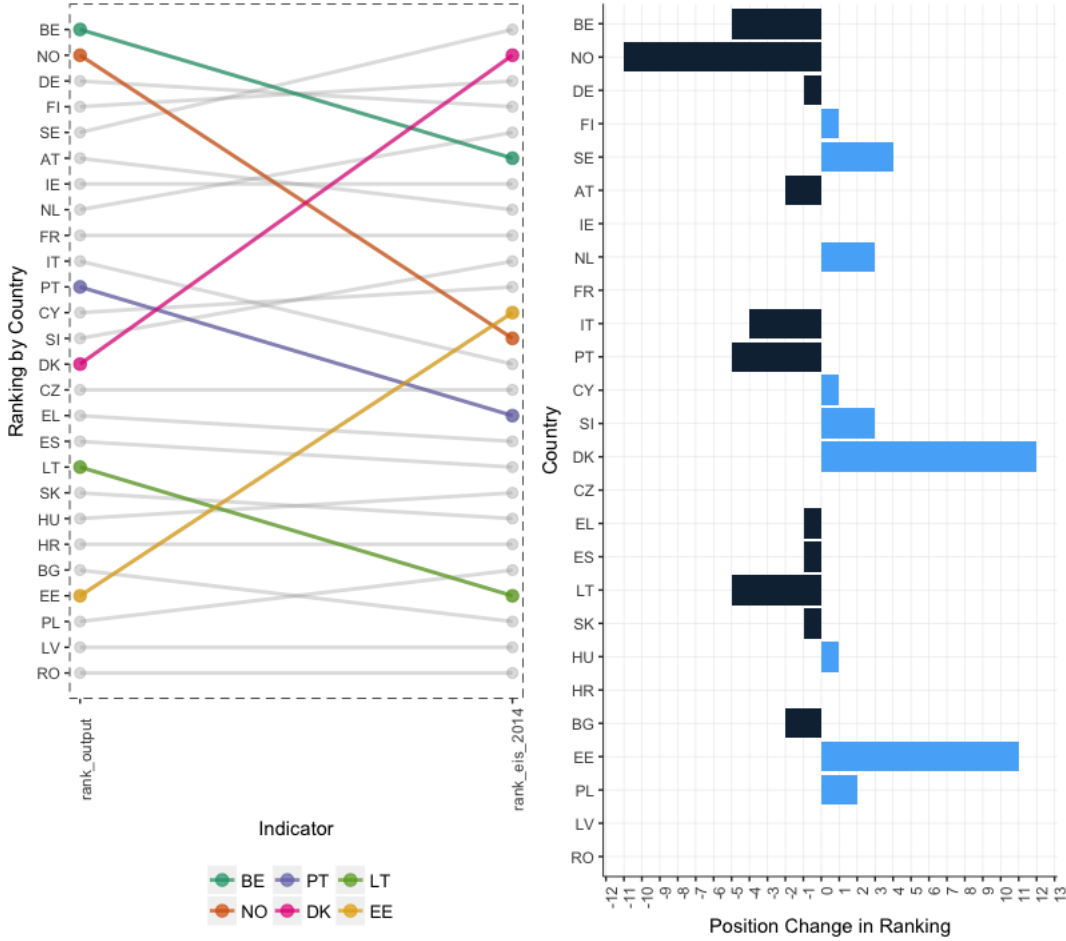 Ranking by Country
BE
NO
DE
FI
SE
AT
IE
NL
FR
IT
PT
CY
SI
DK
CZ
EL
ES
LT
SK
HU
HR
BG
EE
PL
LV
RO
rank_output
rank_eis_2014
Indicator
BE PT LT
NO DK EE
Country
BE
NO
DE
FI
SE
AT
IE
NL
FR
IT
PT
CY
SI
DK
CZ
EL
ES
LT
SK
HU
HR
BG
EE
PL
LV
RO
-12 -11 -10 -9 -8 -7 -6 -5 -4 -3 -2 -1 0 1 2 3 4 5 6 7 8 9 10 11 12 13
Position Change in Ranking